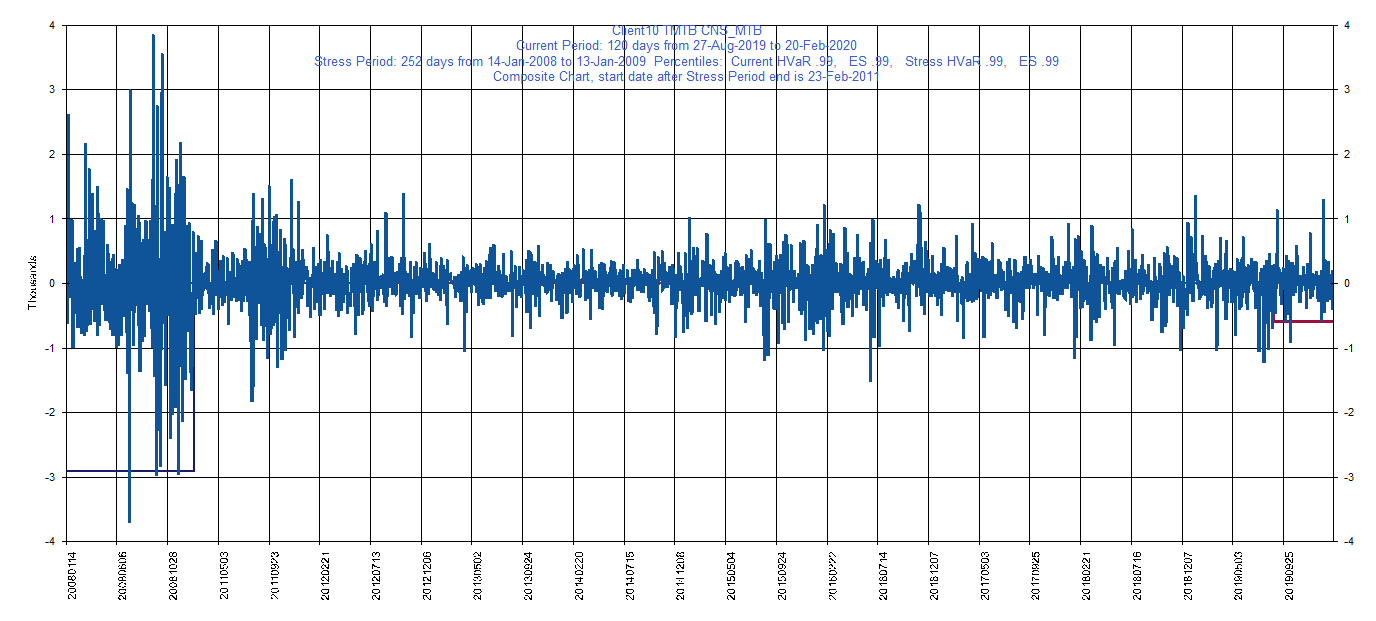 Client10 TMTB CNS_MTB
Current Period: 120 days from 27-Aug-2019 to 20-Feb-2020
Stress Period: 252 days from 14-Jan-2008 to 13-Jan-2009 Percentiles: Current HVaR .99, ES .99, Stress HVaR .99, ES .99
Composite Chart, start date after Stress Period end is 23-Feb-2011
4 4
3 3
2 2
1 1
0 0
-1 -1
-2 -2
-3 -3
-4 -4
Thousands
20080114 20080606 20081028 20110503 20110923 20120221 20120713 20121206 20130502 20130924 20140220 20140715 20141208 20150504 20150924 20160222 20160714 20161207 20170503 20170925 20180221 20180716 20181207 20190503 20190925